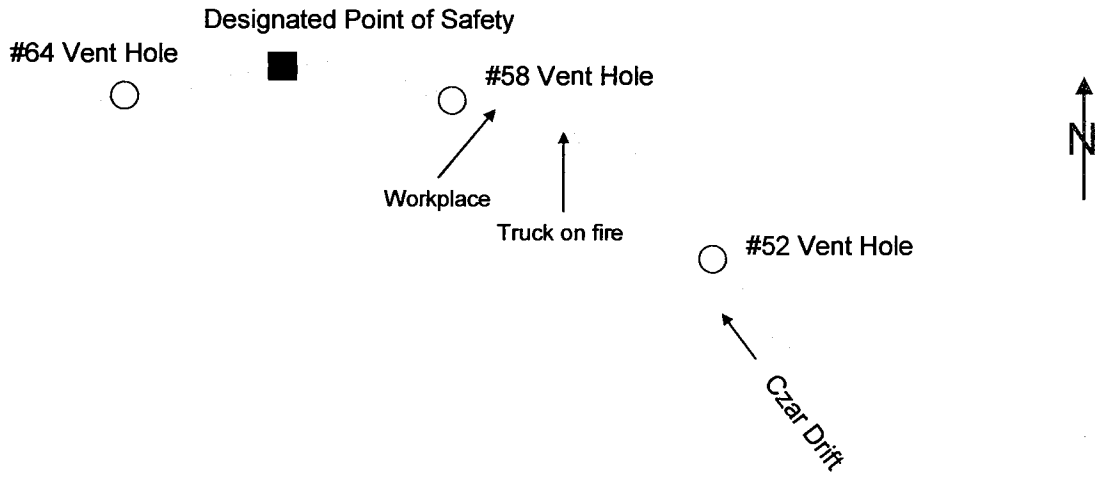 Designated Point of Safety
#64 Vent Hole
#58 Vent Hole
N
Workplace
Truck on fire
#52 Vent Hole
Czar Drift